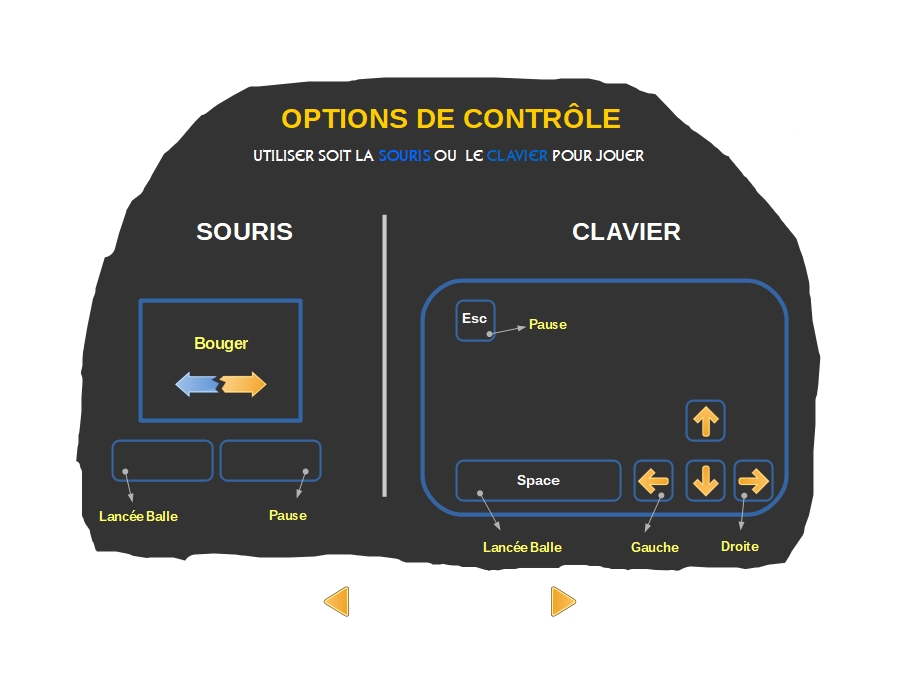 OPTIONS DE CONTRÔLE
UTILISER SOIT LA SOURIS OU LE CLAVIER POUR JOUER
SOURIS
Bouger
Lancée Balle
Pause
CLAVIER
Esc
Pause
Space
Lancée Balle
Gauche
Droite